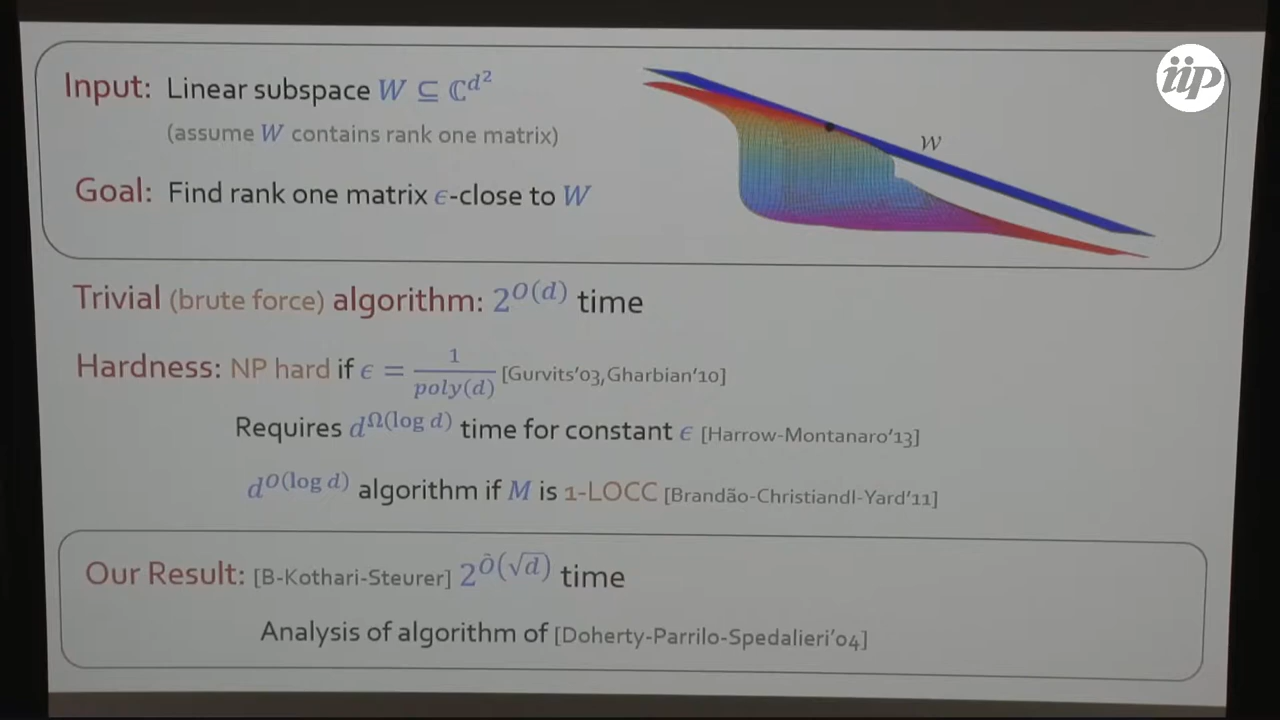 Input: Linear subspace W ⊆ ℂ^{d^2}
(assume W contains rank one matrix)
Goal: Find rank one matrix ϵ-close to W
W
iip
Trivial (brute force) algorithm: 2^{O(d)} time
Hardness: NP hard if ϵ = 1/poly(d) [Gurvits'03,Gharbian'10]
Requires d^{Ω(log d)} time for constant ϵ [Harrow-Montanaro'13]
d^{O(log d)} algorithm if M is 1-LOCC [Brandão-Christiandl-Yard'11]
Our Result: [B-Kothari-Steurer] 2^{Õ(√d)} time
Analysis of algorithm of [Doherty-Parrilo-Spedalieri'04]